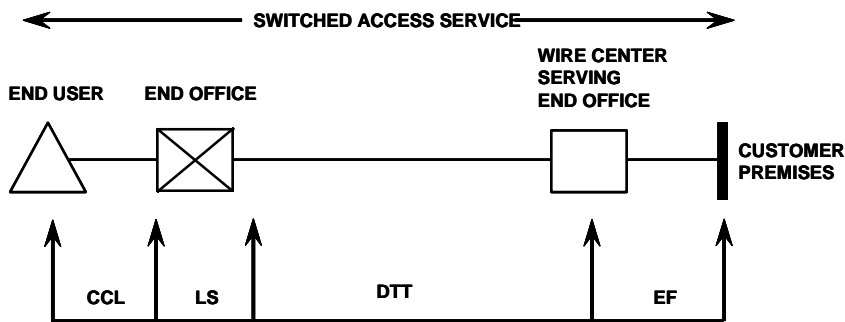 SWITCHED ACCESS SERVICE
WIRE CENTER
SERVING
END OFFICE
END USER
END OFFICE
CUSTOMER
PREMISES
CCL
LS
DTT
EF